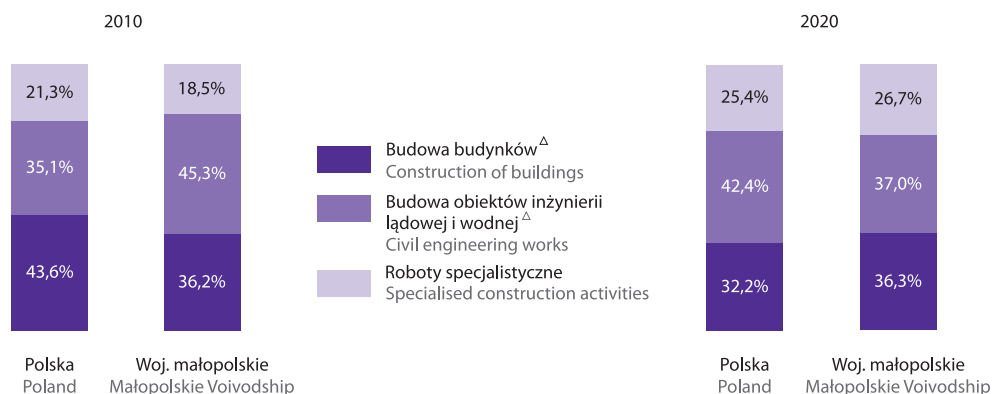 2010
21,3%
35,1%
43,6%
Polska
Poland
18,5%
45,3%
36,2%
Woj. małopolskie
Małopolskie Voivodship
Budowa budynków △
Construction of buildings
Budowa obiektów inżynierii
lądowej i wodnej △
Civil engineering works
Roboty specjalistyczne
Specialised construction activities
2020
25,4%
42,4%
32,2%
Polska
Poland
26,7%
37,0%
36,3%
Woj. małopolskie
Małopolskie Voivodship